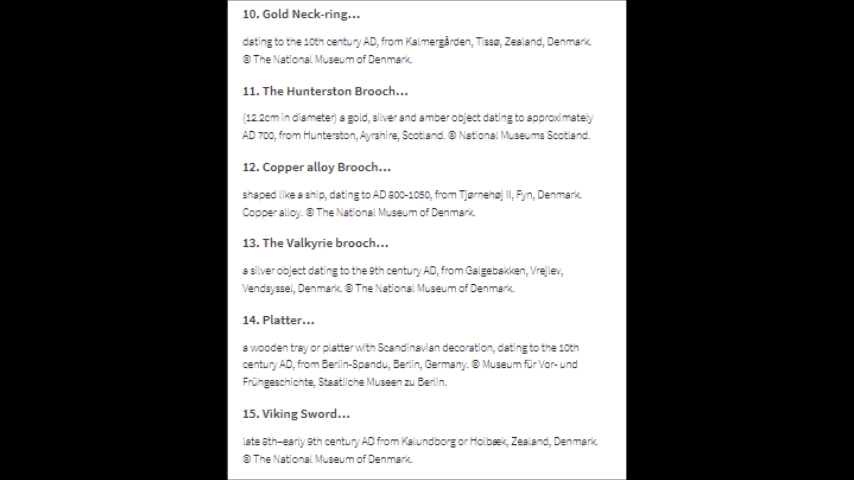 10. Gold Neck-ring...
dating to the 10th century AD, from Kalmergården, Tissø, Zealand, Denmark.
© The National Museum of Denmark.
11. The Hunterston Brooch...
(12.2cm in diameter) a gold, silver and amber object dating to approximately
AD 700, from Hunterston, Ayrshire, Scotland. © National Museums Scotland.
12. Copper alloy Brooch...
shaped like a ship, dating to AD 800-1050, from Tjørnehøj II, Fyn, Denmark.
Copper alloy. © The National Museum of Denmark.
13. The Valkyrie brooch...
a silver object dating to the 9th century AD, from Galgebakken, Vrejlev,
Vendsyssel, Denmark. © The National Museum of Denmark.
14. Platter...
a wooden tray or platter with Scandinavian decoration, dating to the 10th
century AD, from Berlin-Spandu, Berlin, Germany. © Museum für Vor- und
Frühgeschichte, Staatliche Museen zu Berlin.
15. Viking Sword...
late 8th–early 9th century AD from Kalundborg or Holbæk, Zealand, Denmark.
© The National Museum of Denmark.